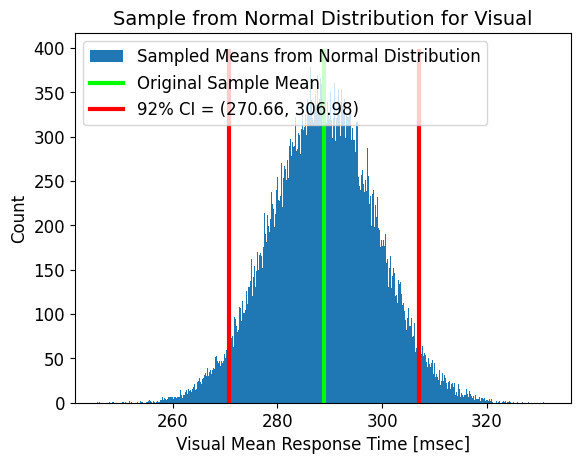 Sample from Normal Distribution for Visual
Sampled Means from Normal Distribution
Original Sample Mean
92% CI = (270.66, 306.98)
400
350
300
250
200
150
100
50
0
Count
260 280 300 320
Visual Mean Response Time [msec]